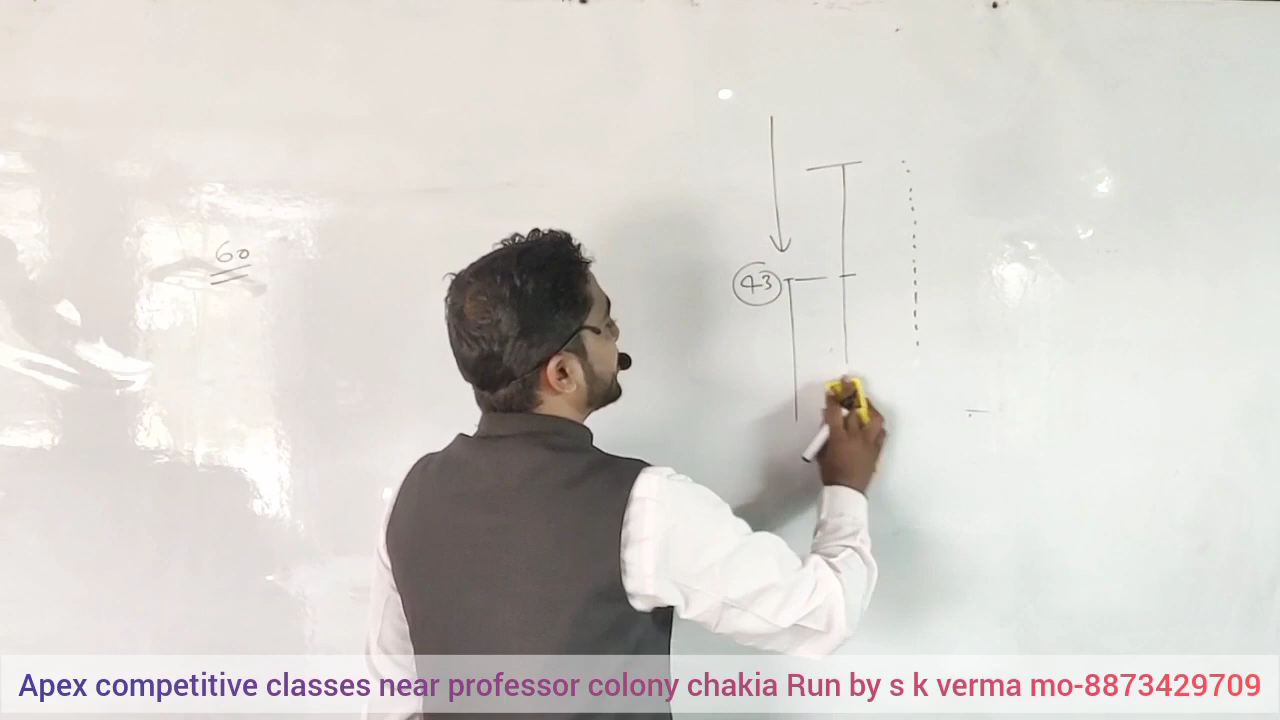 60
43
Apex competitive classes near professor colony chakia Run by s k verma mo-8873429709